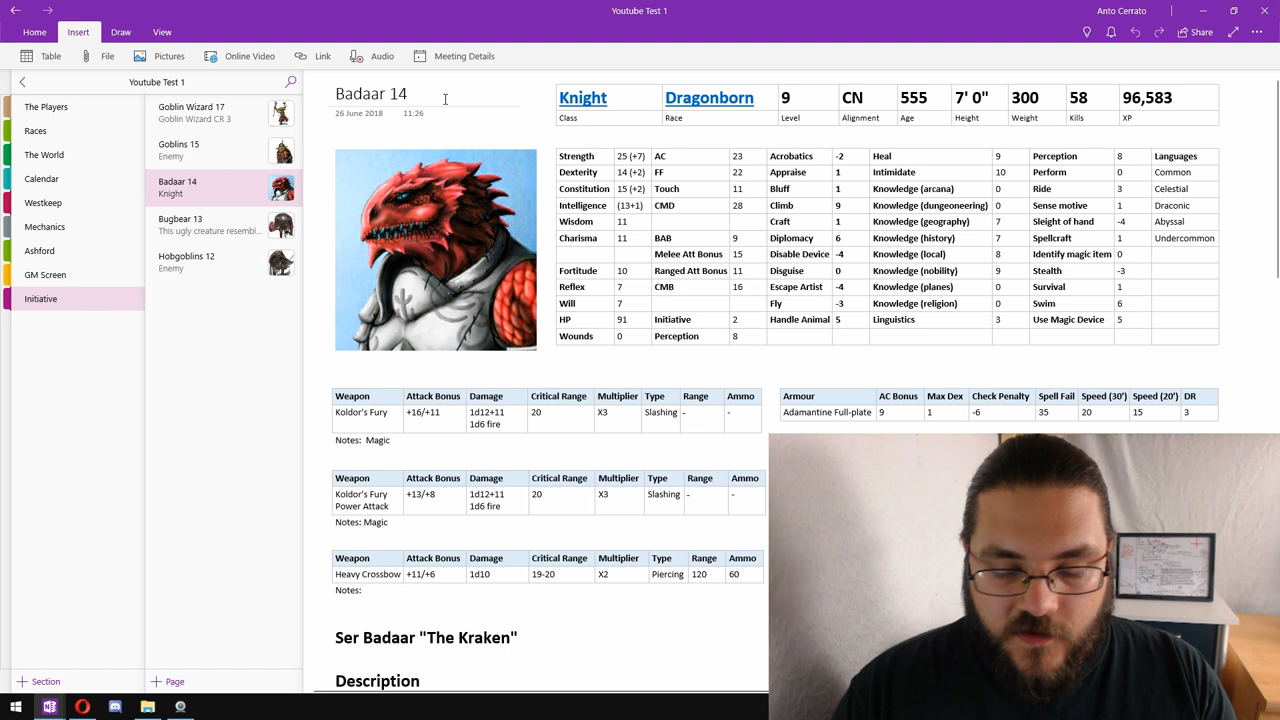 Youtube Test 1
Anto Cerrato
Home Insert Draw View
Share
Table File Pictures Online Video Link Audio Meeting Details
Youtube Test 1
The Players
Races
The World
Calendar
Westkeep
Mechanics
Ashford
GM Screen
Initiative
Section
Goblin Wizard 17
Goblin Wizard CR 3
Goblins 15
Enemy
Badaar 14
Knight
Bugbear 13
This ugly creature resembl...
Hobgoblins 12
Enemy
Page
Badaar 14
26 June 2018 11:26
Knight Dragonborn 9 CN 555 7' 0" 300 58 96,583
Class Race Level Alignment Age Height Weight Kills XP
Strength 25 (+7) AC 23 Acrobatics -2 Heal 9 Perception 8 Languages
Dexterity 14 (+2) FF 22 Appraise 1 Intimidate 10 Perform 0 Common
Constitution 15 (+2) Touch 11 Bluff 1 Knowledge (arcana) 0 Ride 3 Celestial
Intelligence (13+1) CMD 28 Climb 9 Knowledge (dungeoneering) 0 Sense motive 1 Draconic
Wisdom 11 Craft 1 Knowledge (geography) 7 Sleight of hand -4 Abyssal
Charisma 11 BAB 9 Diplomacy 6 Knowledge (history) 7 Spellcraft 1 Undercommon
Melee Att Bonus 15 Disable Device -4 Knowledge (local) 8 Identify magic item 0
Fortitude 10 Ranged Att Bonus 11 Disguise 0 Knowledge (nobility) 9 Stealth -3
Reflex 7 CMB 16 Escape Artist -4 Knowledge (planes) 0 Survival 1
Will 7 Fly -3 Knowledge (religion) 0 Swim 6
HP 91 Initiative 2 Handle Animal 5 Linguistics 3 Use Magic Device 5
Wounds 0 Perception 8
Weapon Attack Bonus Damage Critical Range Multiplier Type Range Ammo
Koldor's Fury +16/+11 1d12+11 20 X3 Slashing - -
1d6 fire
Notes: Magic
Armour AC Bonus Max Dex Check Penalty Spell Fail Speed (30') Speed (20') DR
Adamantine Full-plate 9 1 -6 35 20 15 3
Weapon Attack Bonus Damage Critical Range Multiplier Type Range Ammo
Koldor's Fury +13/+8 1d12+11 20 X3 Slashing - -
Power Attack 1d6 fire
Notes: Magic
Weapon Attack Bonus Damage Critical Range Multiplier Type Range Ammo
Heavy Crossbow +11/+6 1d10 19-20 X2 Piercing 120 60
Notes:
Ser Badaar "The Kraken"
Description